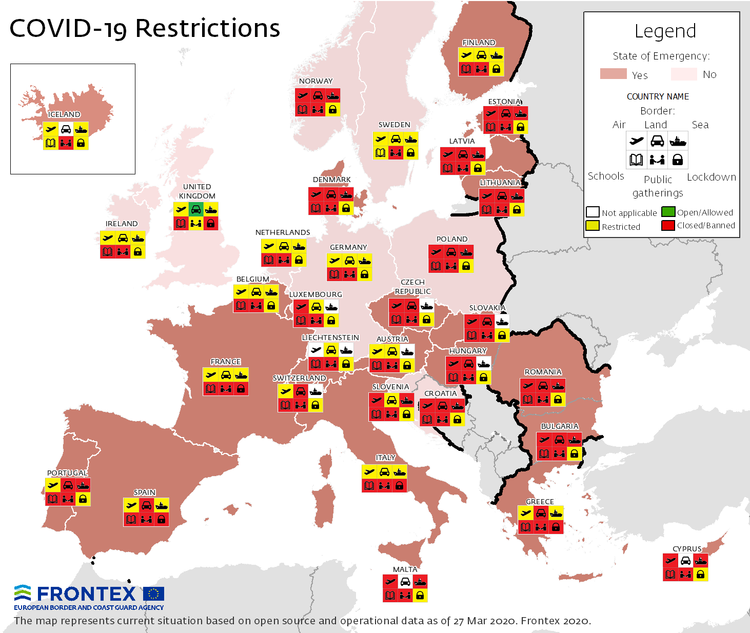 COVID-19 Restrictions
Legend
State of Emergency:
Yes
No
COUNTRY NAME
Border:
Air Land Sea
Schools
Public
gatherings
Lockdown
Not applicable
Open/Allowed
Restricted
Closed/Banned
FINLAND
NORWAY
ICELAND
ESTONIA
SWEDEN
LATVIA
DENMARK
LITHUANIA
UNITED
KINGDOM
IRELAND
NETHERLANDS
GERMANY
POLAND
BELGIUM
CZECH
REPUBLIC
LUXEMBOURG
SLOVAKIA
LIECHTENSTEIN
AUSTRIA
HUNGARY
FRANCE
ROMANIA
SWITZERLAND
SLOVENIA
CROATIA
BULGARIA
ITALY
PORTUGAL
SPAIN
GREECE
CYPRUS
MALTA
FRONTEX
EUROPEAN BORDER AND COAST GUARD AGENCY
The map represents current situation based on open source and operational data as of 27 Mar 2020. Frontex 2020.